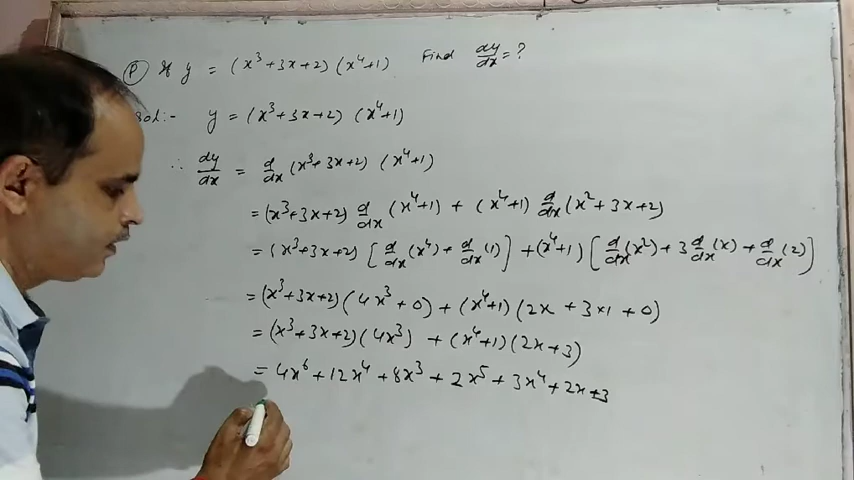 (P) If y = (x³+3x+2) (x⁴+1) Find dy/dx = ?
Sol:- y = (x³+3x+2) (x⁴+1)
∴ dy/dx = d/dx (x³+3x+2) (x⁴+1)
= (x³+3x+2) d/dx (x⁴+1) + (x⁴+1) d/dx (x²+3x+2)
= (x³+3x+2) [d/dx (x⁴) + d/dx (1)] + (x⁴+1) [d/dx (x²) + 3 d/dx (x) + d/dx (2)]
= (x³+3x+2) (4x³+0) + (x⁴+1) (2x + 3×1 + 0)
= (x³+3x+2) (4x³) + (x⁴+1) (2x+3)
= 4x⁶ + 12x⁴ + 8x³ + 2x⁵ + 3x⁴ + 2x + 3